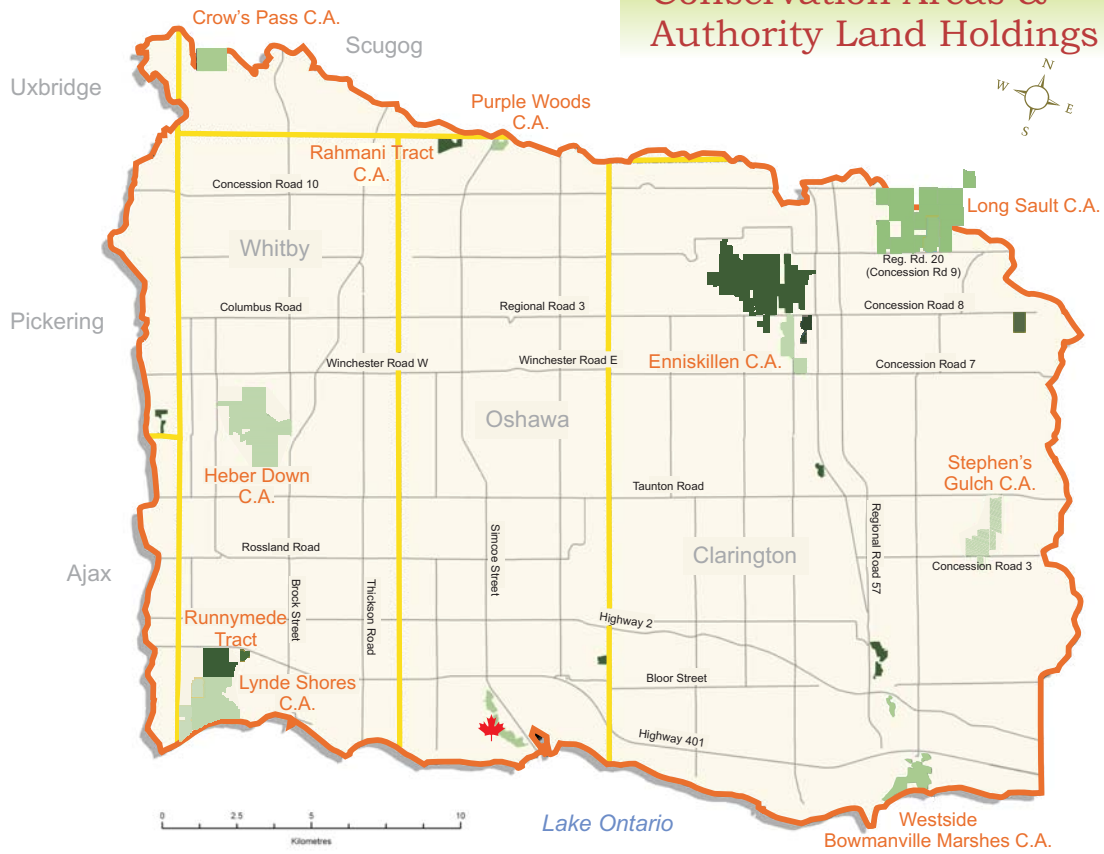 Conservation Areas &
Authority Land Holdings
Crow's Pass C.A.
Scugog
Uxbridge
N
W
E
S
Purple Woods
C.A.
Rahmani Tract
C.A.
Concession Road 10
Long Sault C.A.
Whitby
Reg. Rd. 20
(Concession Rd 9)
Columbus Road
Regional Road 3
Concession Road 8
Pickering
Winchester Road W
Winchester Road E
Enniskillen C.A.
Concession Road 7
Oshawa
Heber Down
C.A.
Stephen's
Gulch C.A.
Taunton Road
Simcoe Street
Regional Road 57
Rossland Road
Clarington
Concession Road 3
Ajax
Brock Street
Thickson Road
Runnymede
Tract
Highway 2
Lynde Shores
C.A.
Bloor Street
Highway 401
0 2.5 5 10
Kilometres
Lake Ontario
Westside
Bowmanville Marshes C.A.